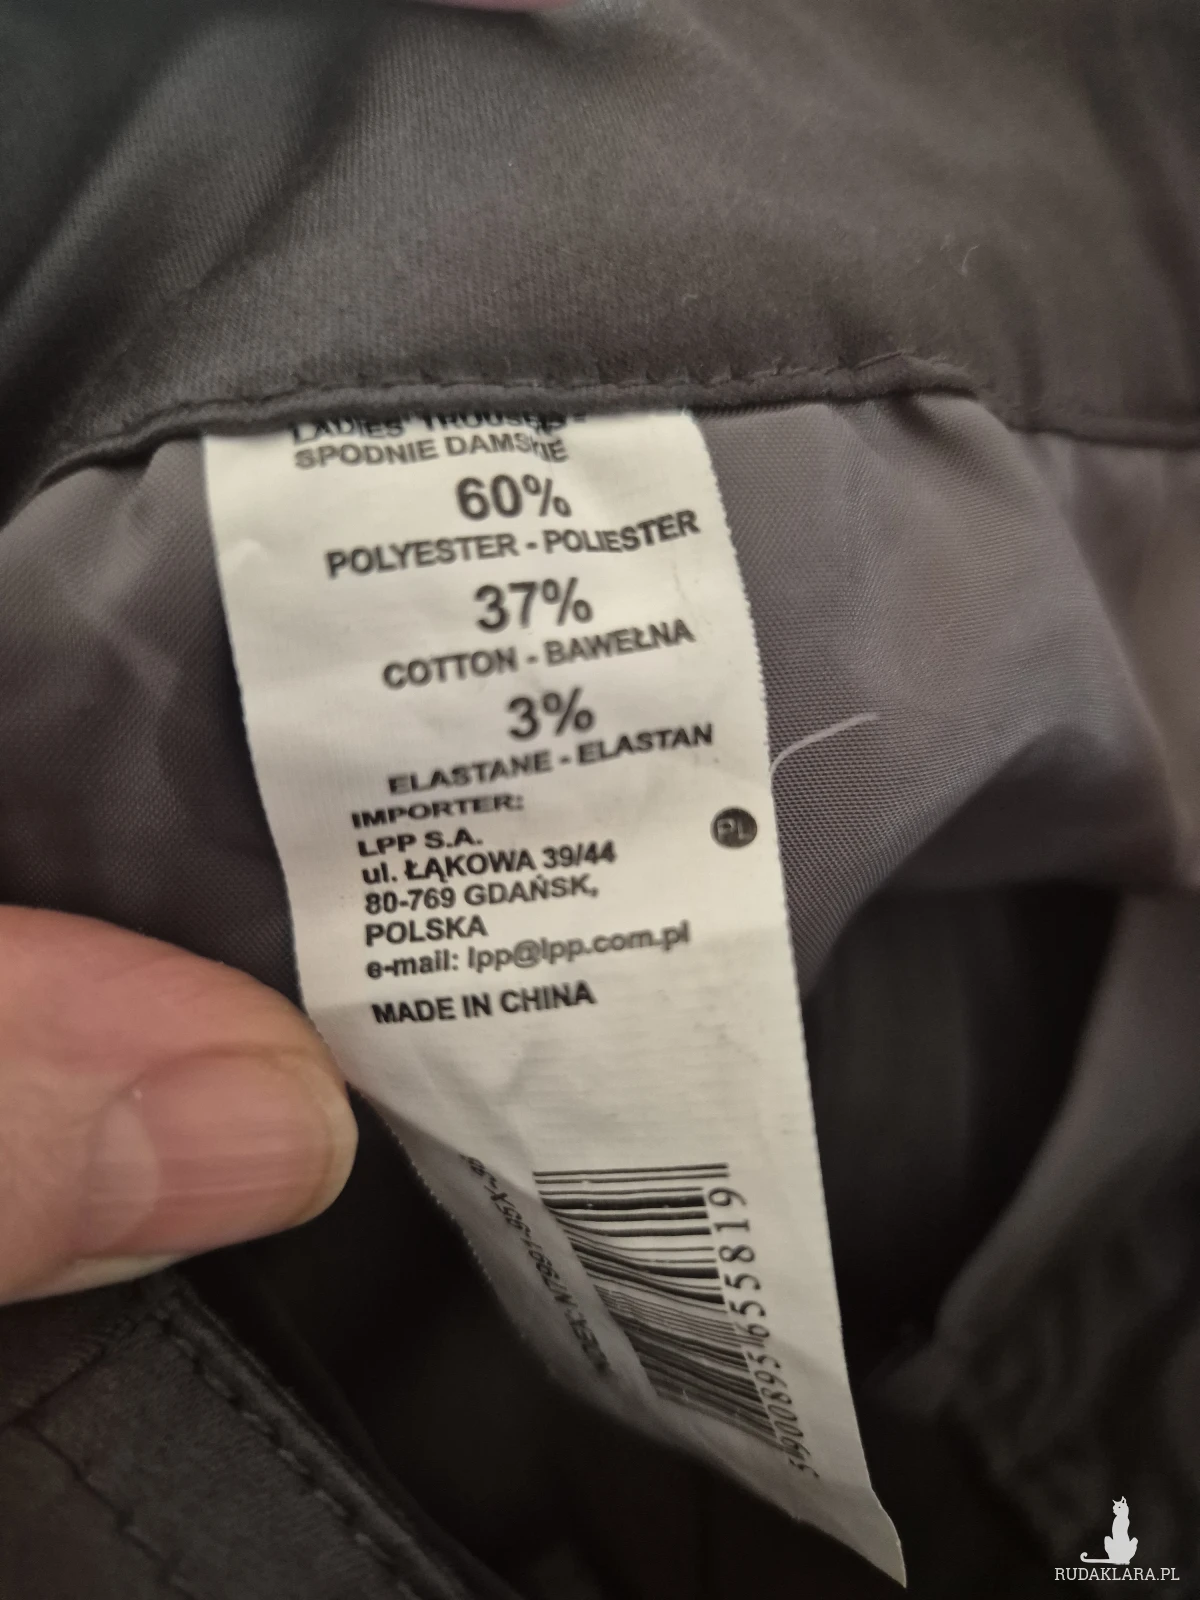 LADIES' TROUSERS -
SPODNIE DAMSKIE
60%
POLYESTER - POLIESTER
37%
COTTON - BAWEŁNA
3%
ELASTANE - ELASTAN
IMPORTER:
LPP S.A.
PL
ul. ŁĄKOWA 39/44
80-769 GDAŃSK,
POLSKA
e-mail: lpp@lpp.com.pl
MADE IN CHINA
5900895655819
RUDAKLARA.PL